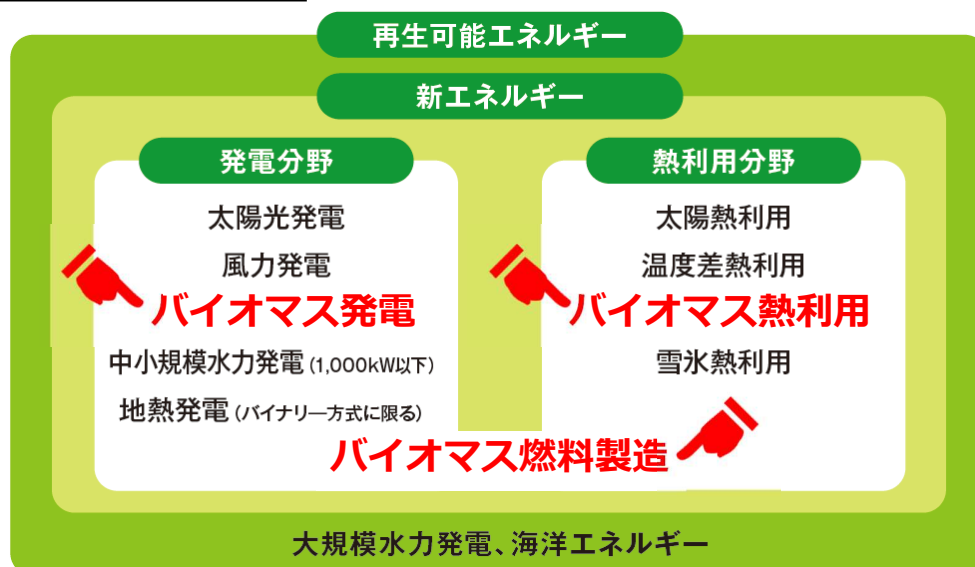 再生可能エネルギー
新エネルギー
発電分野
太陽光発電
風力発電
バイオマス発電
中小規模水力発電(1,000kW以下)
地熱発電(バイナリー方式に限る)
熱利用分野
太陽熱利用
温度差熱利用
バイオマス熱利用
雪氷熱利用
バイオマス燃料製造
大規模水力発電、海洋エネルギー